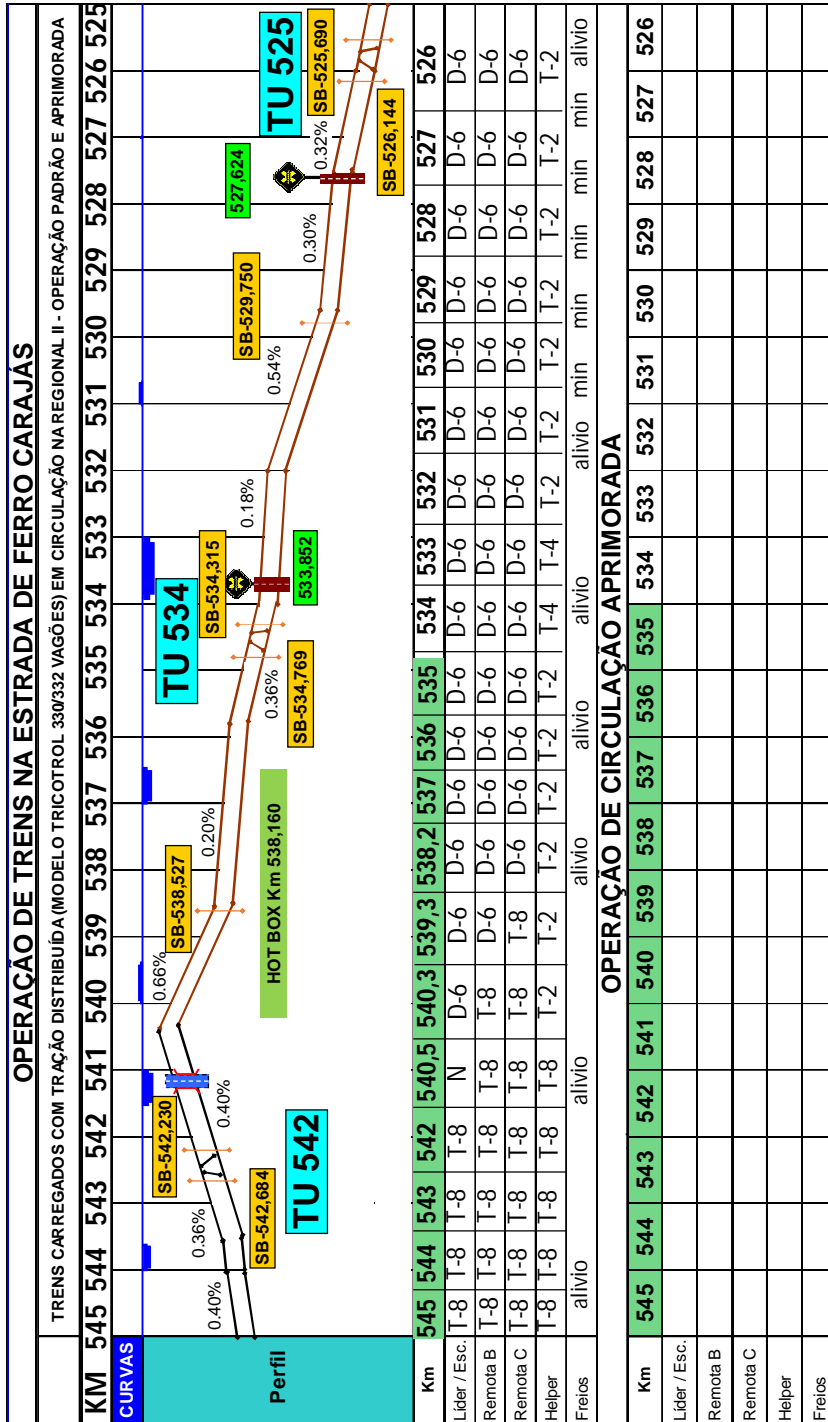 OPERAÇÃO DE TRENS NA ESTRADA DE FERRO CARAJÁS
TRENS CARREGADOS COM TRAÇÃO DISTRIBUÍDA (MODELO TRICOTROL 330/332 VAGÕES) EM CIRCULAÇÃO NA REGIONAL II - OPERAÇÃO PADRÃO E APRIMORADA
KM 545 544 543 542 541 540 539 538 537 536 535 534 533 532 531 530 529 528 527 526 525
CURVAS
Perfil
0.40%
0.36%
SB-542,684
SB-542,230
TU 542
0.40%
0.66%
SB-538,527
HOT BOX Km 538,160
0.20%
0.36%
SB-534,769
TU 534
SB-534,315
533,852
0.18%
0.54%
SB-529,750
0.30%
527,624
0.32%
SB-526,144
TU 525
SB-525,690
Km 545 544 543 542 540,5 540,3 539,3 538,2 537 536 535 534 533 532 531 530 529 528 527 526
Líder / Esc. T-8 T-8 T-8 T-8 N D-6 D-6 D-6 D-6 D-6 D-6 D-6 D-6 D-6 D-6 D-6 D-6 D-6 D-6 D-6
Remota B T-8 T-8 T-8 T-8 T-8 T-8 D-6 D-6 D-6 D-6 D-6 D-6 D-6 D-6 D-6 D-6 D-6 D-6 D-6 D-6
Remota C T-8 T-8 T-8 T-8 T-8 T-8 T-8 D-6 D-6 D-6 D-6 D-6 D-6 D-6 D-6 D-6 D-6 D-6 D-6 D-6
Helper T-8 T-8 T-8 T-8 T-8 T-2 T-2 T-2 T-2 T-2 T-2 T-4 T-4 T-2 T-2 T-2 T-2 T-2 T-2 T-2
Freios alivio alivio alivio alivio alivio alivio min min min min min alivio
OPERAÇÃO DE CIRCULAÇÃO APRIMORADA
Km 545 544 543 542 541 540 539 538 537 536 535 534 533 532 531 530 529 528 527 526
Líder / Esc.
Remota B
Remota C
Helper
Freios